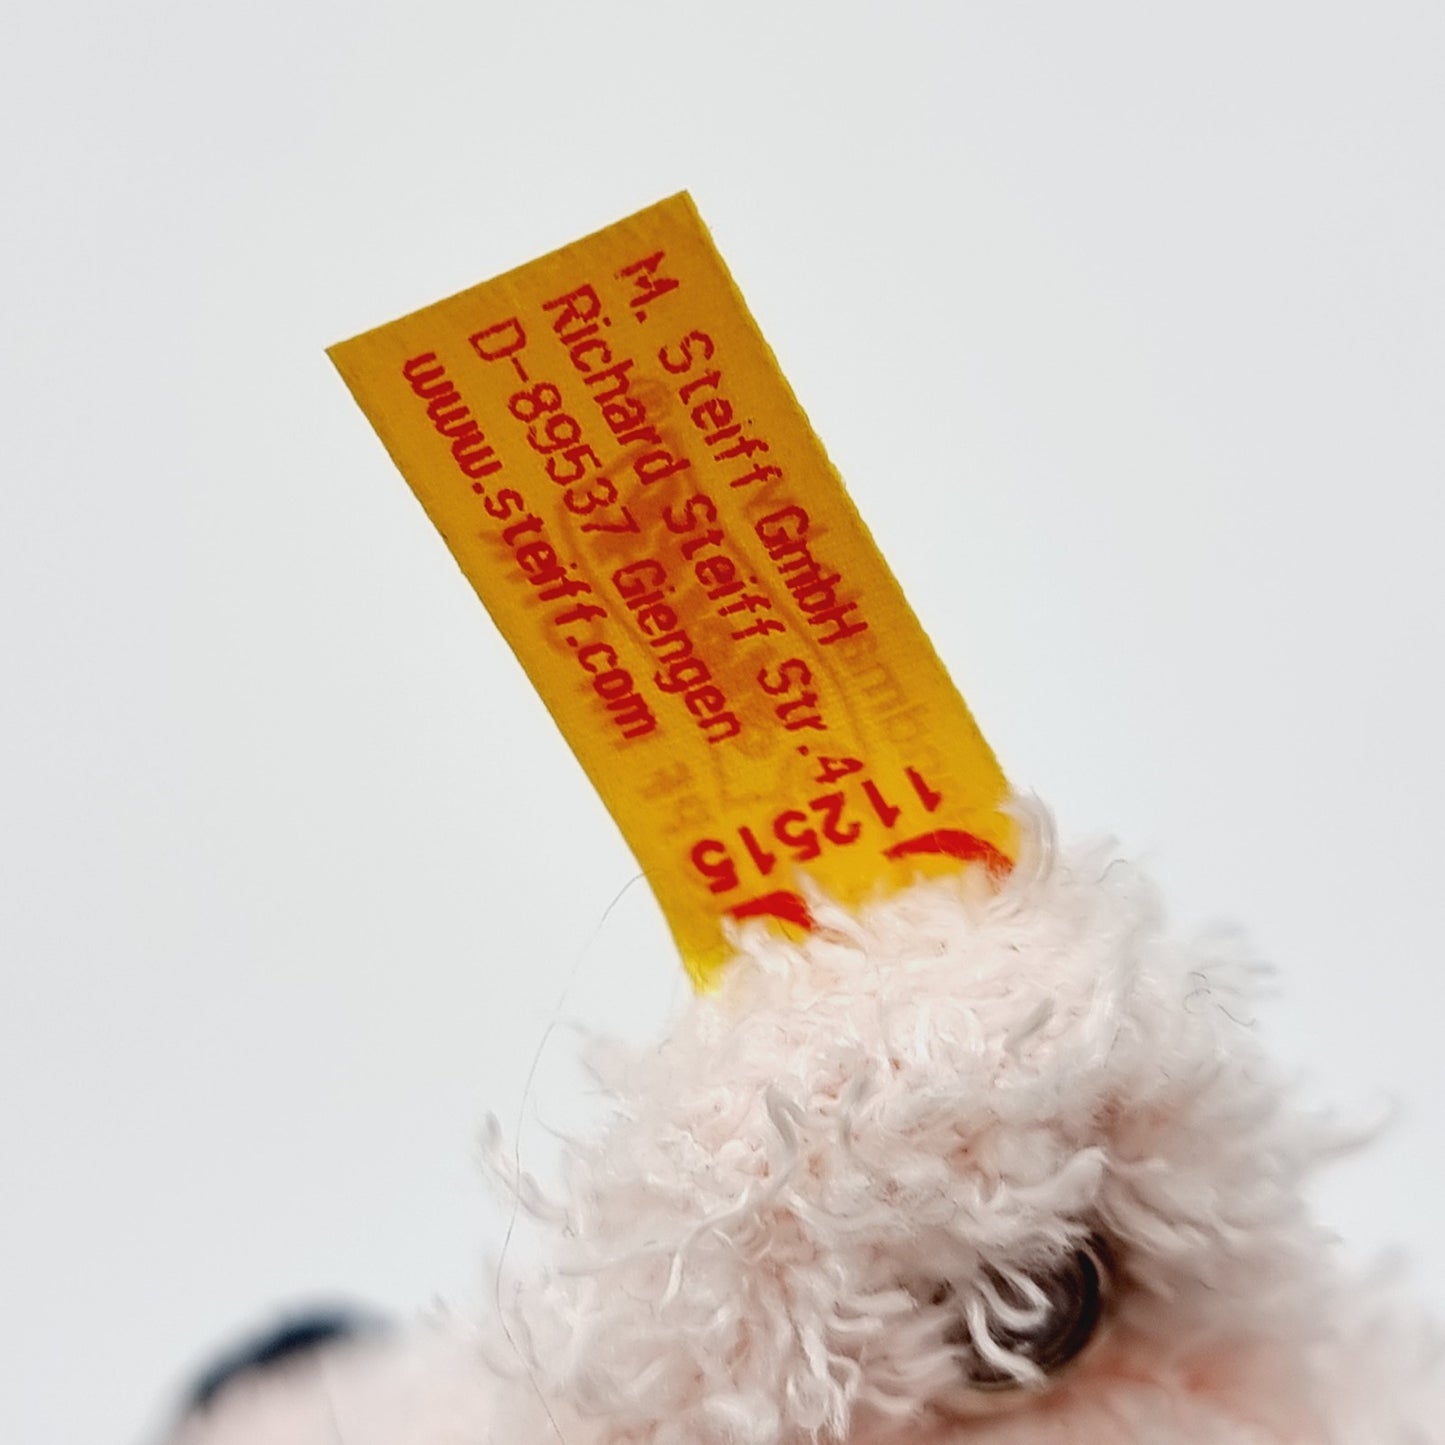 M. Steiff GmbH
Richard Steiff Str.4
D-89537 Giengen
www.steiff.com
112515